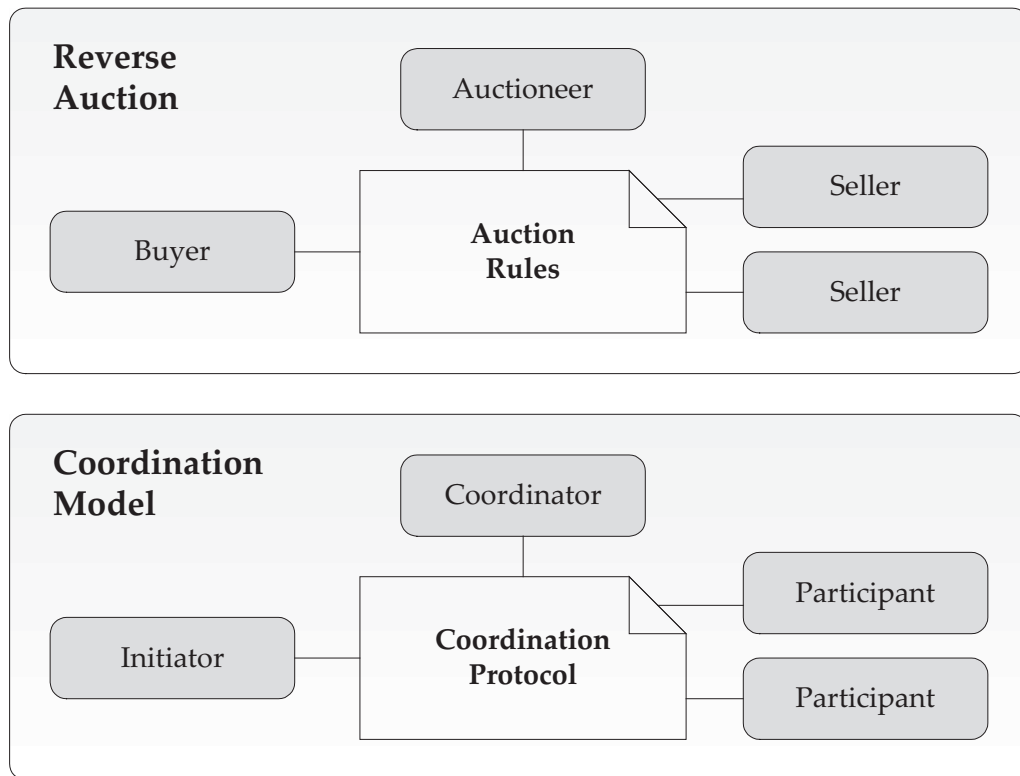 Reverse
Auction
Auctioneer
Seller
Buyer
Auction
Rules
Seller
Coordination
Model
Coordinator
Participant
Initiator
Coordination
Protocol
Participant